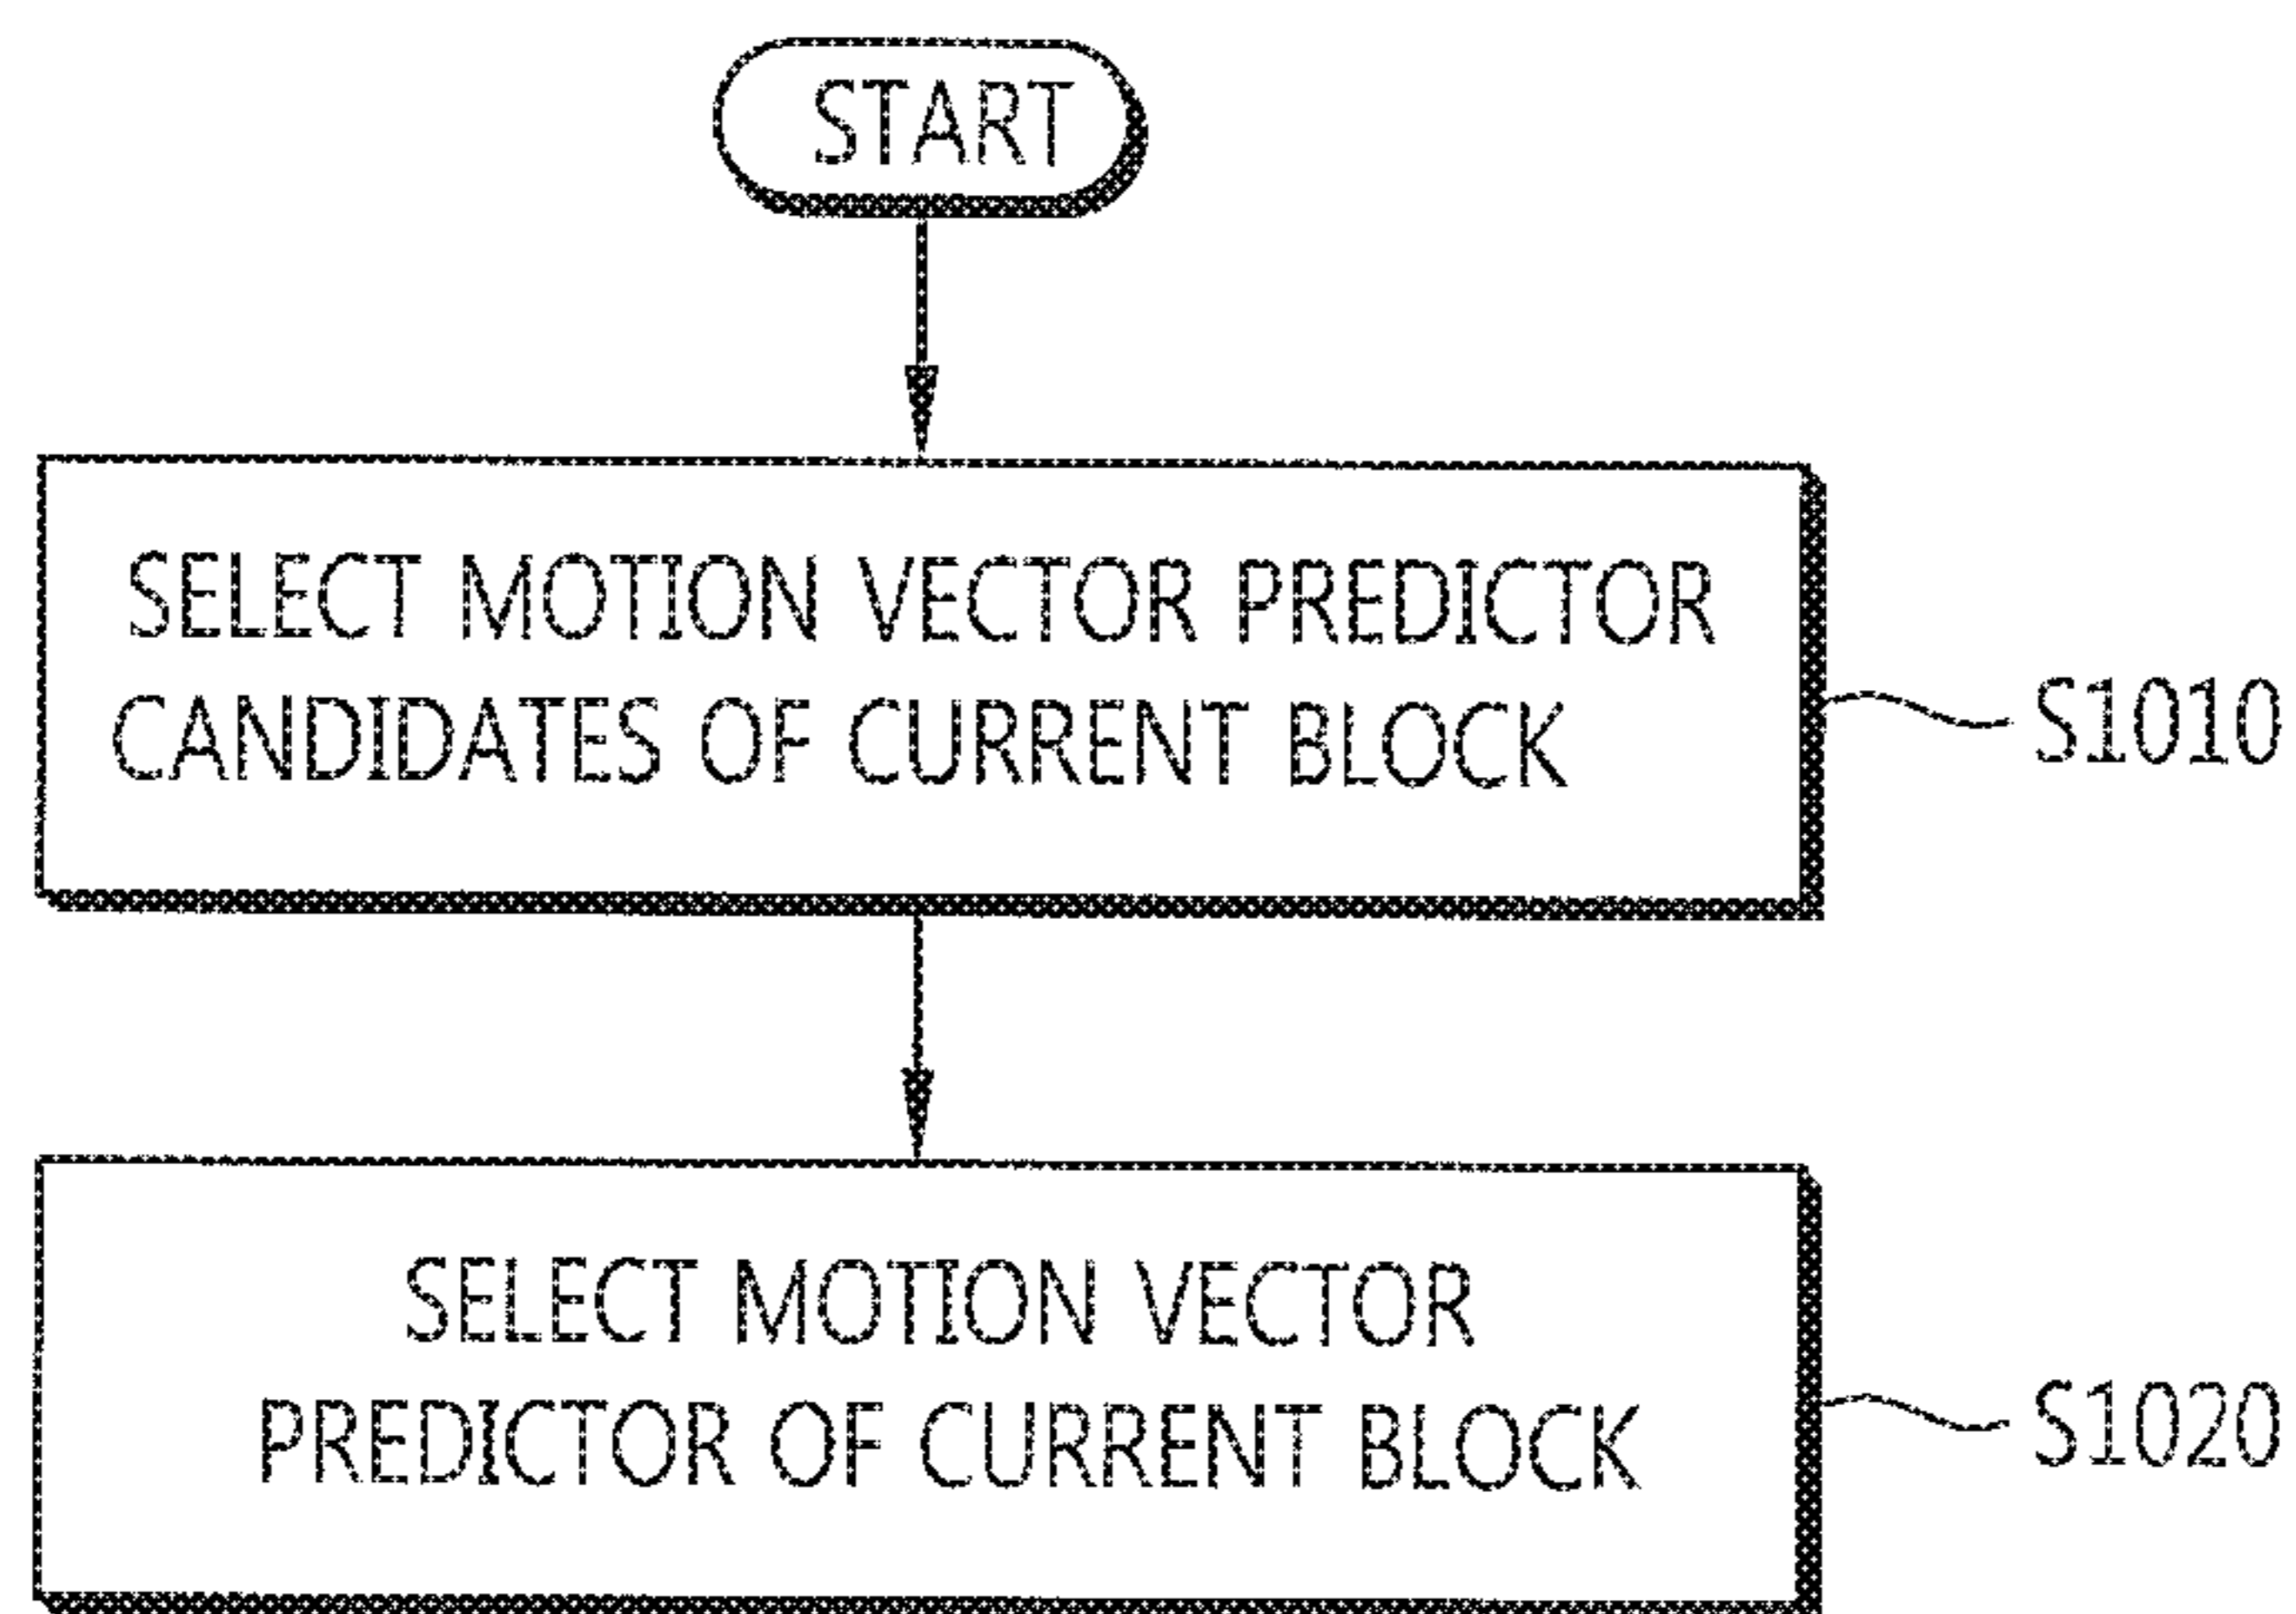 START
SELECT MOTION VECTOR PREDICTOR
CANDIDATES OF CURRENT BLOCK
S1010
SELECT MOTION VECTOR
PREDICTOR OF CURRENT BLOCK
S1020